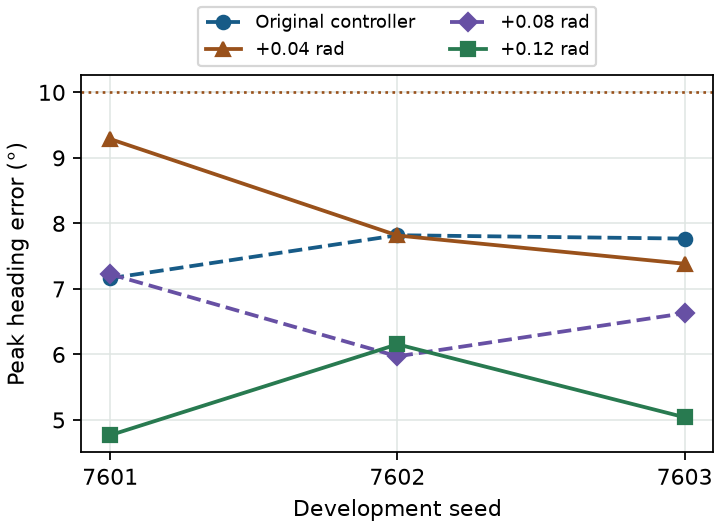 Original controller
+0.04 rad
+0.08 rad
+0.12 rad
10
9
8
7
6
5
Peak heading error (°)
7601
7602
7603
Development seed